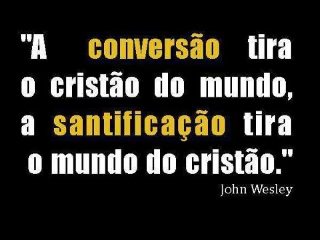 "A conversão tira
o cristão do mundo,
a santificação tira
o mundo do cristão."
John Wesley